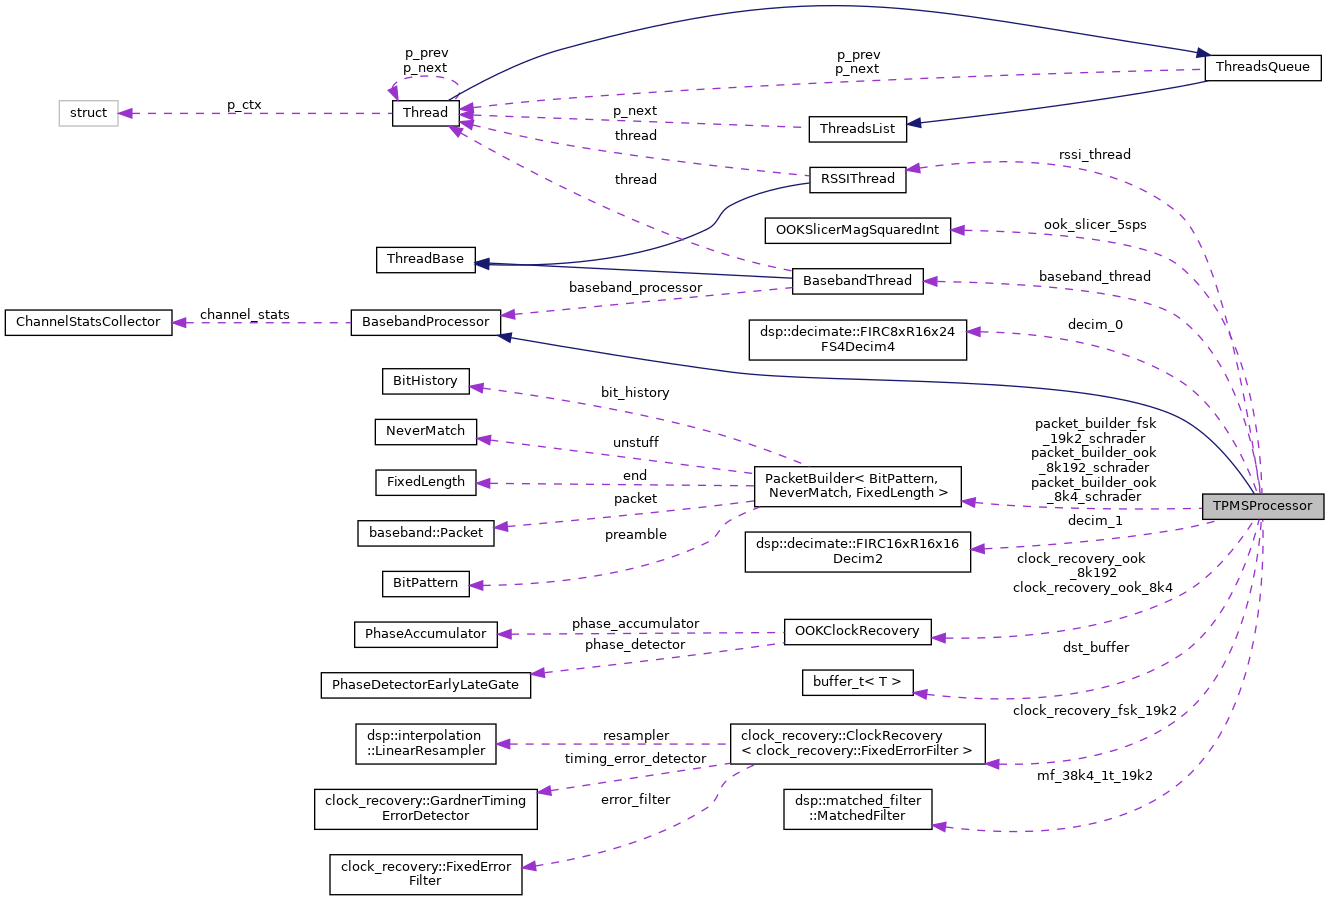 p_prev
p_next
p_prev
p_next
ThreadsQueue
struct
p_ctx
Thread
p_next
ThreadsList
thread
rssi_thread
RSSIThread
thread
ook_slicer_5sps
OOKSlicerMagSquaredInt
ThreadBase
baseband_thread
BasebandThread
baseband_processor
ChannelStatsCollector
channel_stats
BasebandProcessor
decim_0
dsp::decimate::FIRC8xR16x24
FS4Decim4
BitHistory
bit_history
NeverMatch
unstuff
packet_builder_fsk
_19k2_schrader
packet_builder_ook
_8k192_schrader
packet_builder_ook
_8k4_schrader
FixedLength
end
PacketBuilder< BitPattern,
NeverMatch, FixedLength >
packet
TPMSProcessor
baseband::Packet
preamble
decim_1
dsp::decimate::FIRC16xR16x16
Decim2
BitPattern
clock_recovery_ook
_8k192
clock_recovery_ook_8k4
PhaseAccumulator
phase_accumulator
OOKClockRecovery
phase_detector
dst_buffer
PhaseDetectorEarlyLateGate
buffer_t< T >
clock_recovery_fsk_19k2
dsp::interpolation
::LinearResampler
resampler
clock_recovery::ClockRecovery
< clock_recovery::FixedErrorFilter >
timing_error_detector
mf_38k4_1t_19k2
clock_recovery::GardnerTiming
ErrorDetector
error_filter
dsp::matched_filter
::MatchedFilter
clock_recovery::FixedError
Filter